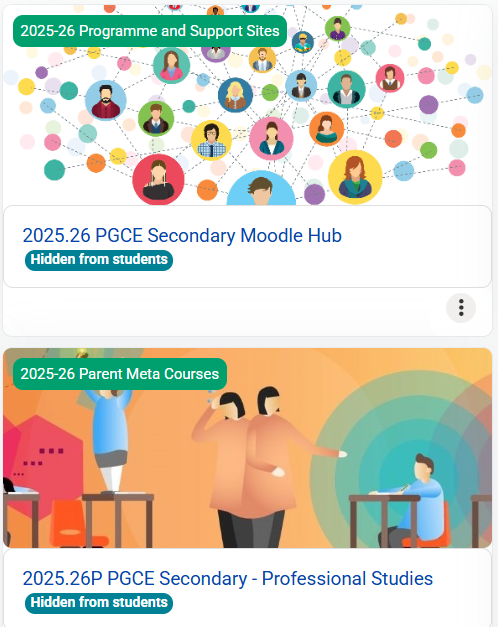 2025-26 Programme and Support Sites
2025.26 PGCE Secondary Moodle Hub
Hidden from students
2025-26 Parent Meta Courses
2025.26P PGCE Secondary - Professional Studies
Hidden from students